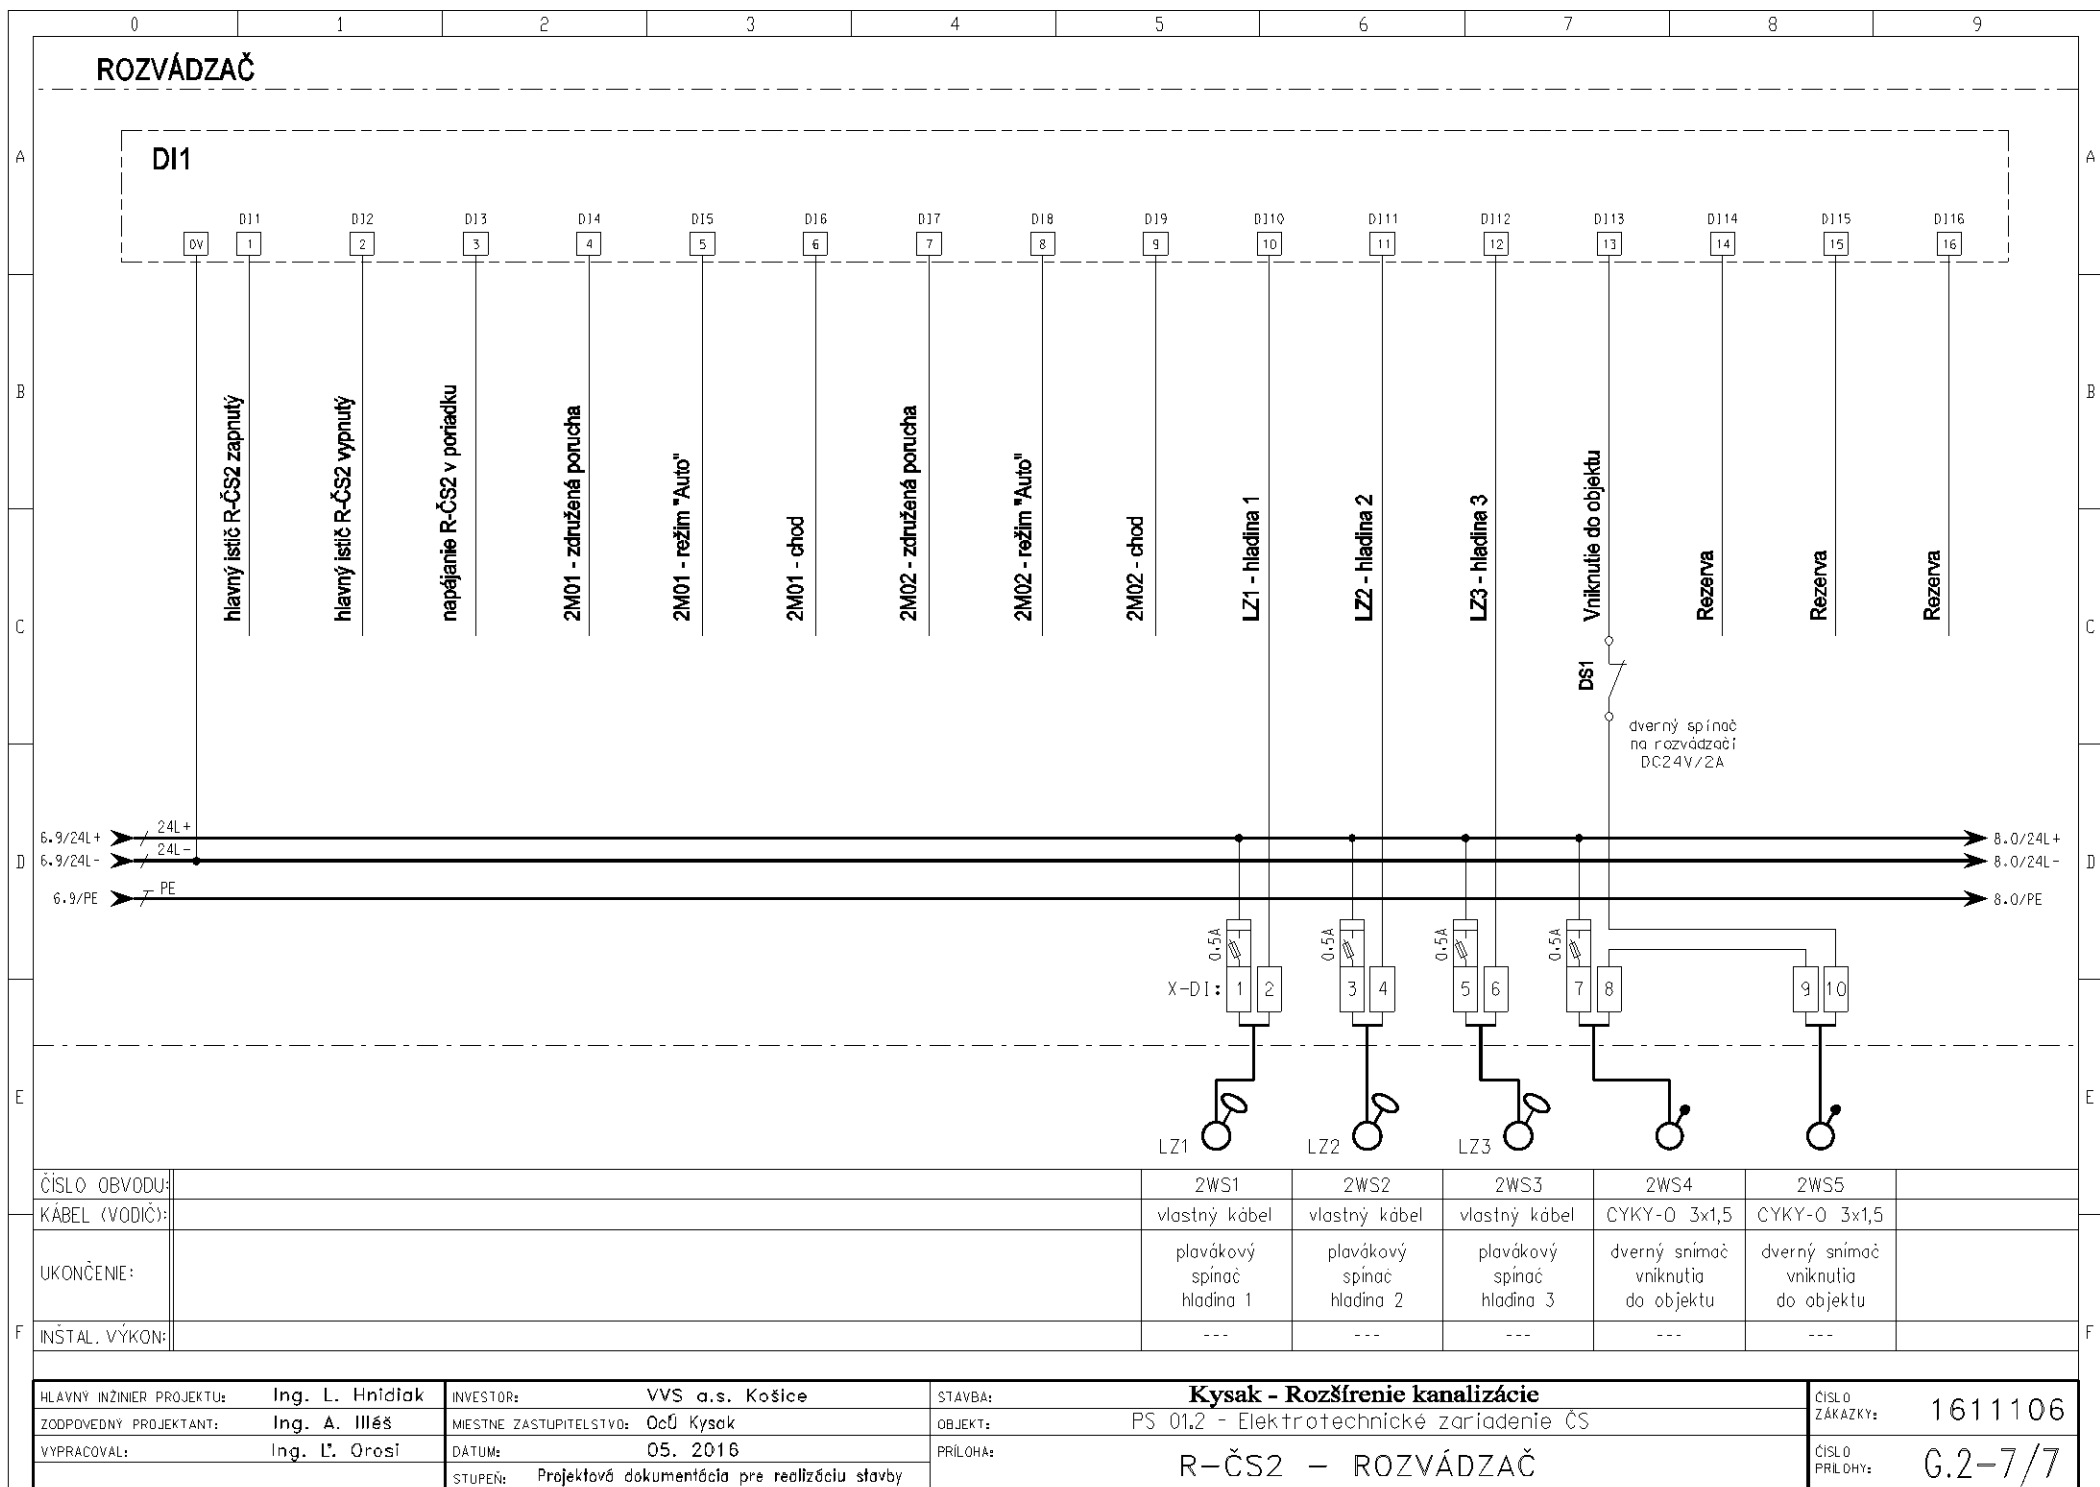 0 1 2 3 4 5 6 7 8 9
ROZVÁDZAČ
A A
DI1
DI1 DI2 DI3 DI4 DI5 DI6 DI7 DI8 DI9 DI10 DI11 DI12 DI13 DI14 DI15 DI16
0V 1 2 3 4 5 6 7 8 9 10 11 12 13 14 15 16
B B
hlavný istič R-ČS2 zapnutý
hlavný istič R-ČS2 vypnutý
napájanie R-ČS2 v poriadku
2M01 - združená porucha
2M01 - režim "Auto"
2M01 - chod
2M02 - združená porucha
2M02 - režim "Auto"
2M02 - chod
LZ1 - hladina 1
LZ2 - hladina 2
LZ3 - hladina 3
Vniknutie do objektu
Rezerva
Rezerva
Rezerva
C C
DS1
dverný spínač
na rozvádzači
DC24V/2A
6.9/24L+ 24L+ 8.0/24L+
D 6.9/24L- 24L- 8.0/24L- D
6.9/PE PE 8.0/PE
0.5A 0.5A 0.5A 0.5A
X-DI: 1 2 3 4 5 6 7 8 9 10
E E
LZ1 LZ2 LZ3
ČÍSLO OBVODU: 2WS1 2WS2 2WS3 2WS4 2WS5
KÁBEL (VODIČ): vlastný kábel vlastný kábel vlastný kábel CYKY-O 3x1,5 CYKY-O 3x1,5
plavákový plavákový plavákový dverný snímač dverný snímač
UKONČENIE: spínač spínač spínač vniknutia vniknutia
hladina 1 hladina 2 hladina 3 do objektu do objektu
F INŠTAL. VÝKON: --- --- --- --- --- F
HLAVNÝ INŽINIER PROJEKTU: Ing. L. Hnidiak INVESTOR: VVS a.s. Košice STAVBA: Kysak - Rozšírenie kanalizácie ČÍSLO ZÁKAZKY: 1611106
ZODPOVEDNÝ PROJEKTANT: Ing. A. Illéš MIESTNE ZASTUPITELSTVO: OcÚ Kysak OBJEKT: PS 01.2 - Elektrotechnické zariadenie ČS
VYPRACOVAL: Ing. Ľ. Orosi DÁTUM: 05. 2016 PRÍLOHA: R-ČS2 - ROZVÁDZAČ ČÍSLO PRÍLOHY: G.2-7/7
STUPEŇ: Projektová dokumentácia pre realizáciu stavby